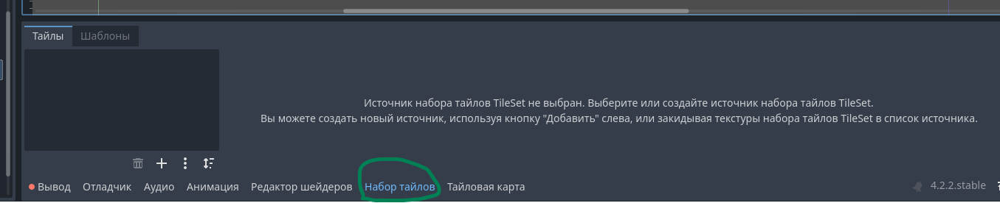 Тайлы Шаблоны
Источник набора тайлов TileSet не выбран. Выберите или создайте источник набора тайлов TileSet.
Вы можете создать новый источник, используя кнопку "Добавить" слева, или закидывая текстуры набора тайлов TileSet в список источника.
Вывод Отладчик Аудио Анимация Редактор шейдеров Набор тайлов Тайловая карта 4.2.2.stable